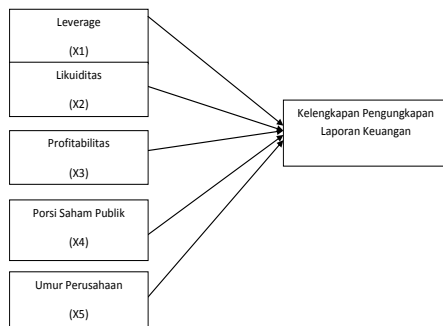 Leverage
(X1)
Likuiditas
(X2)
Profitabilitas
(X3)
Porsi Saham Publik
(X4)
Umur Perusahaan
(X5)
Kelengkapan Pengungkapan
Laporan Keuangan